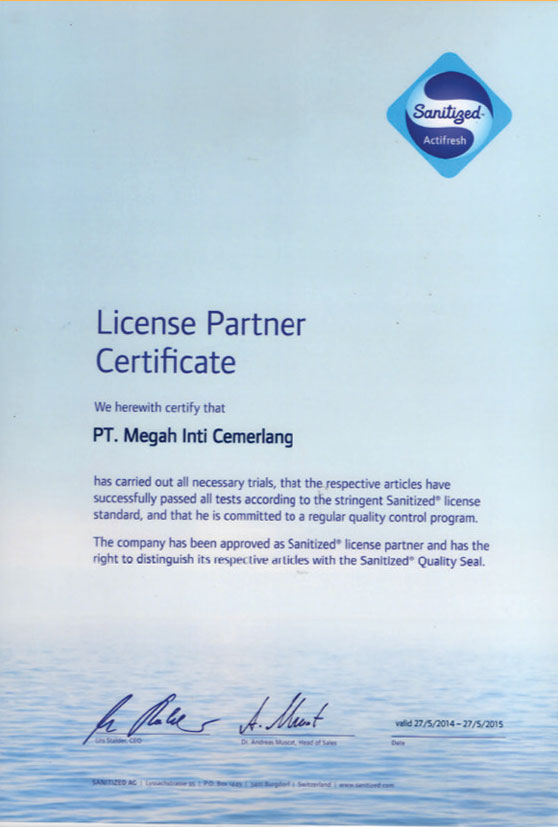 Sanitized
Actifresh
License Partner
Certificate
We herewith certify that
PT. Megah Inti Cemerlang
has carried out all necessary trials, that the respective articles have
successfully passed all tests according to the stringent Sanitized® license
standard, and that he is committed to a regular quality control program.
The company has been approved as Sanitized® license partner and has the
right to distinguish its respective articles with the Sanitized® Quality Seal.
valid 27/5/2014 – 27/5/2015
Urs Stalder, CEO
Dr. Andreas Muscat, Head of Sales
Date
SANITIZED AG | Lyssachstrasse 95 | P.O. Box 1449 | 3401 Burgdorf | Switzerland | www.sanitized.com